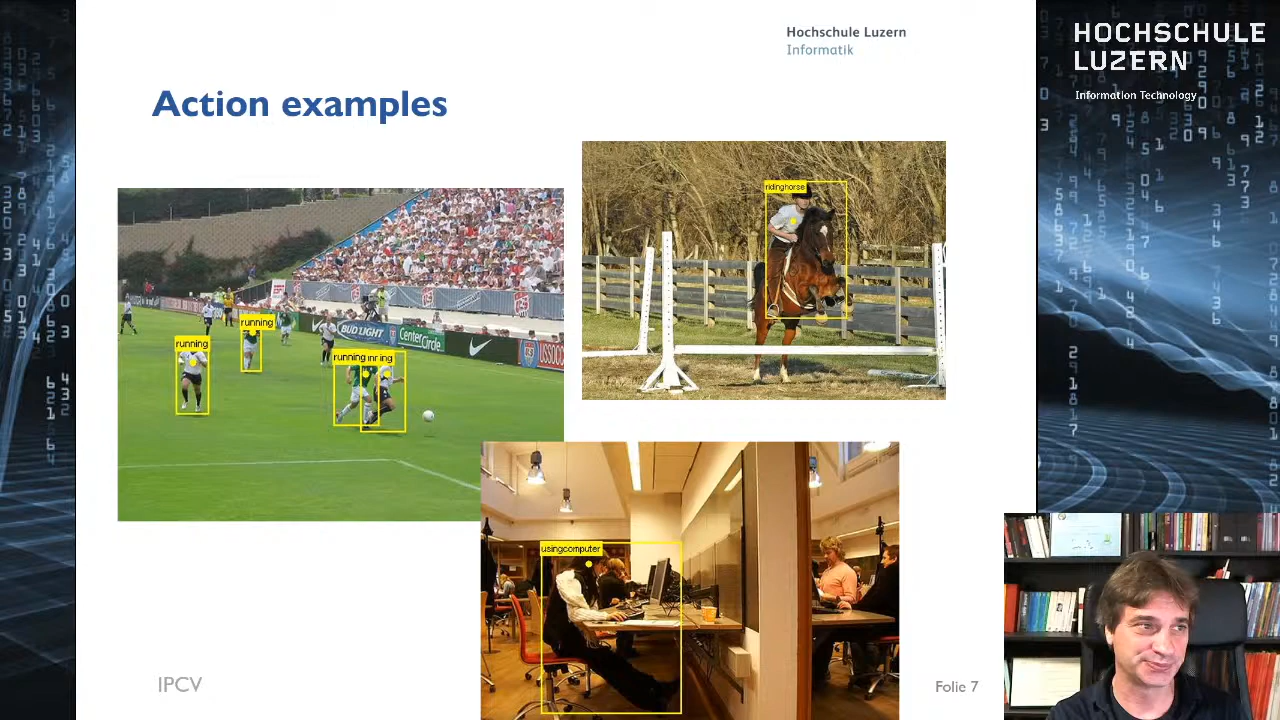 Hochschule Luzern
Informatik
HOCHSCHULE
LUZERN
Information Technology
Action examples
running
running
running
ridinghorse
BUD LIGHT
CenterCircle
usingcomputer
IPCV
Folie 7